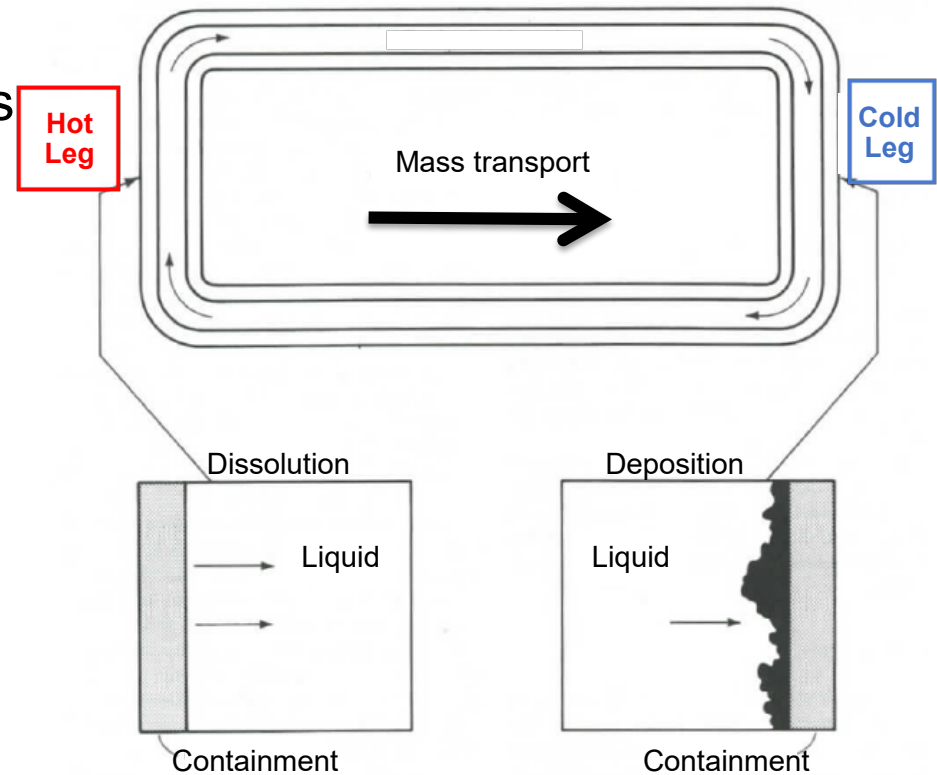 s
Hot
Leg
Cold
Leg
Mass transport
Dissolution
Deposition
Liquid
Liquid
Containment
Containment